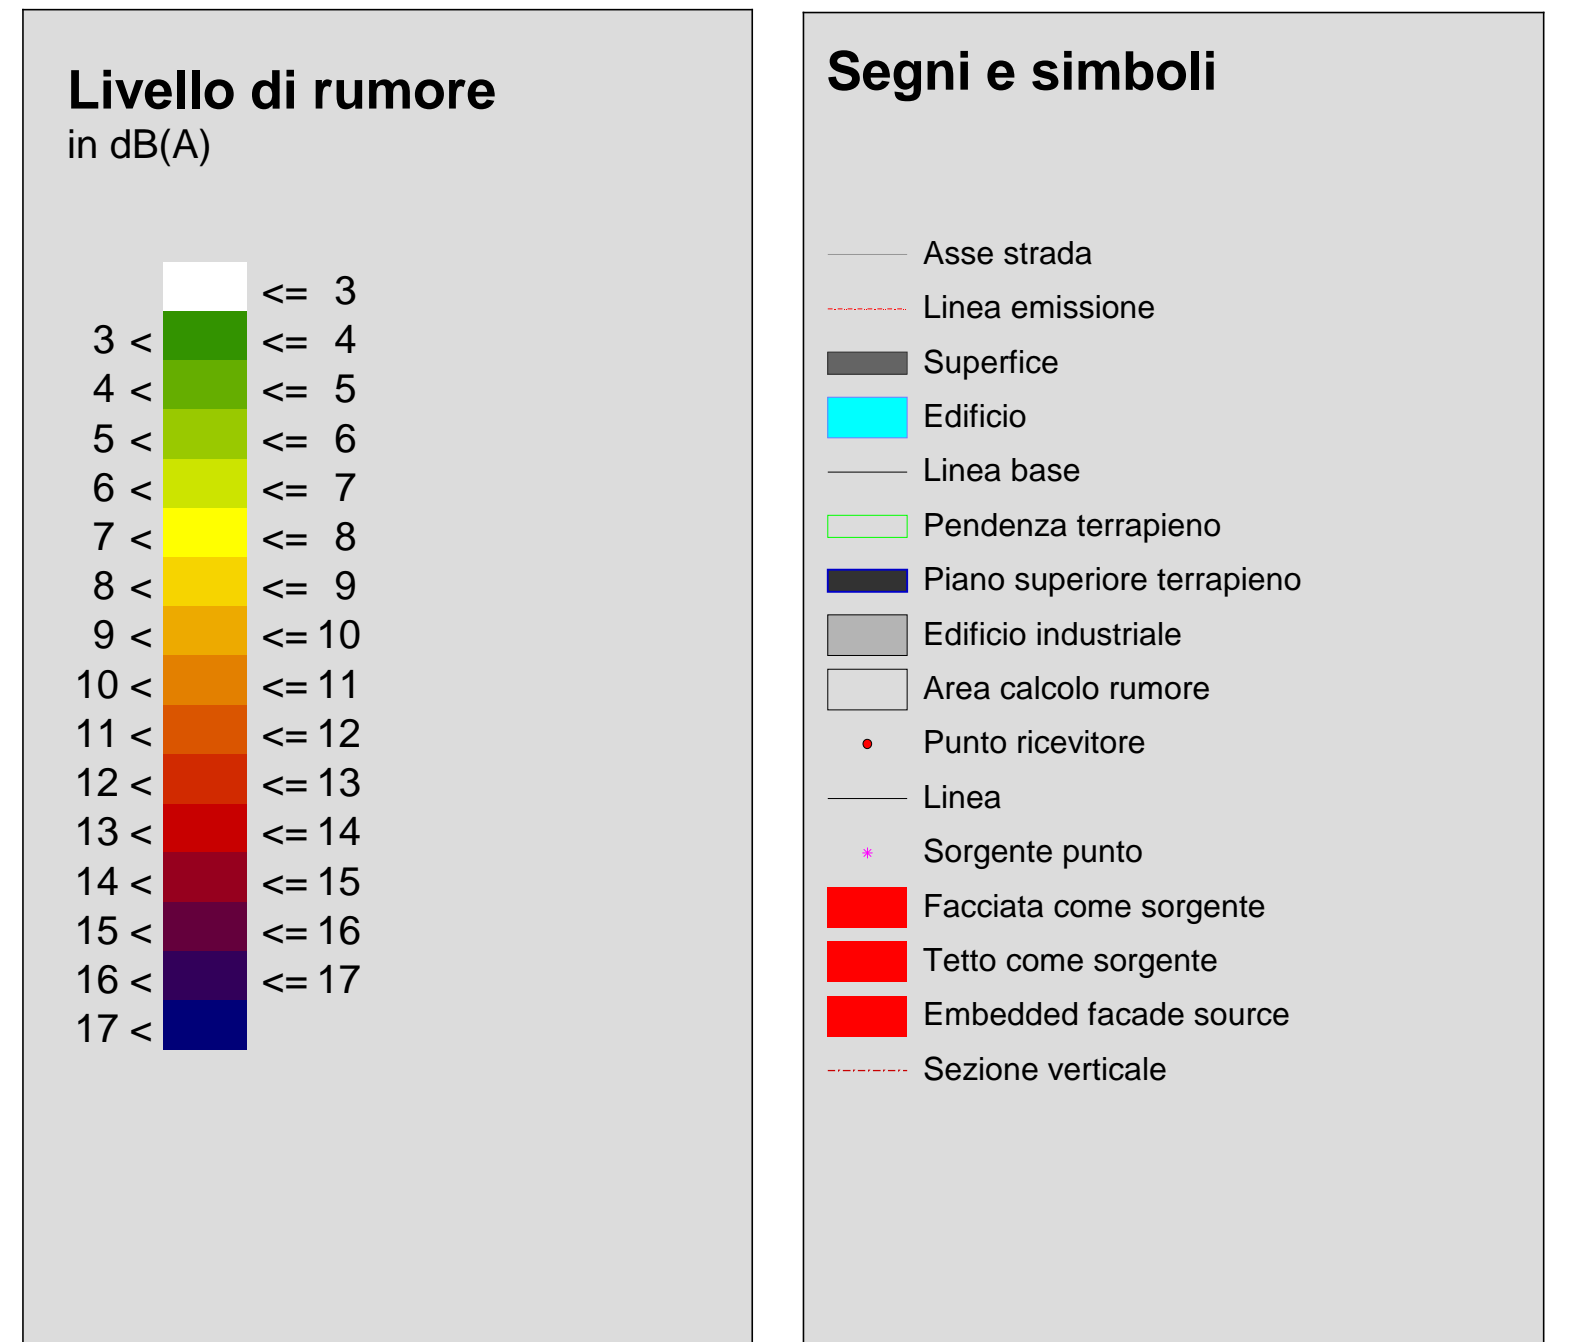 Livello di rumore
in dB(A)
<= 3
3 < <= 4
4 < <= 5
5 < <= 6
6 < <= 7
7 < <= 8
8 < <= 9
9 < <= 10
10 < <= 11
11 < <= 12
12 < <= 13
13 < <= 14
14 < <= 15
15 < <= 16
16 < <= 17
17 <
Segni e simboli
Asse strada
Linea emissione
Superfice
Edificio
Linea base
Pendenza terrapieno
Piano superiore terrapieno
Edificio industriale
Area calcolo rumore
Punto ricevitore
Linea
Sorgente punto
Facciata come sorgente
Tetto come sorgente
Embedded facade source
Sezione verticale